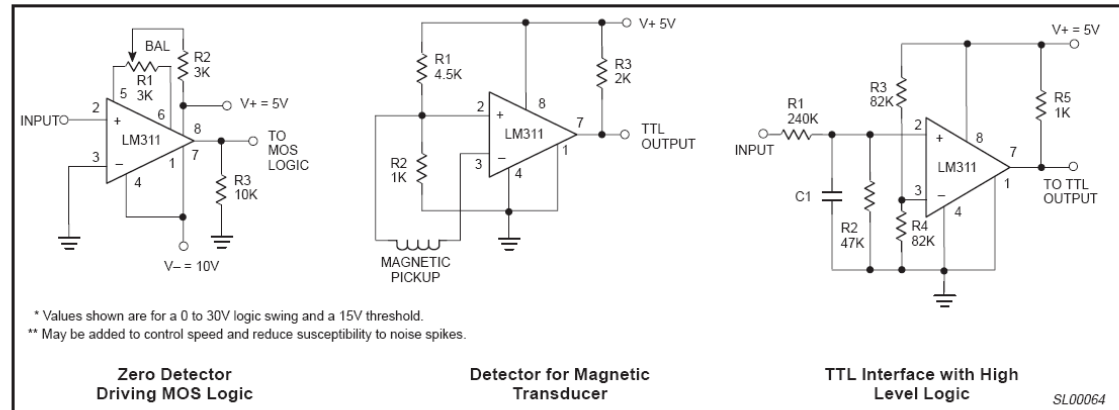 BAL
R1
3K
R2
3K
5
6
V+ = 5V
INPUT
2
+
LM311
8
TO
MOS
LOGIC
3
−
1
7
4
R3
10K
V– = 10V
V+ 5V
R1
4.5K
R3
2K
8
2
+
LM311
7
TTL
OUTPUT
R2
1K
3
−
4
1
MAGNETIC
PICKUP
V+ = 5V
R3
82K
R5
1K
R1
240K
INPUT
2
+
8
LM311
7
C1
3
−
1
TO TTL
OUTPUT
R2
47K
R4
82K
4
* Values shown are for a 0 to 30V logic swing and a 15V threshold.
** May be added to control speed and reduce susceptibility to noise spikes.
Zero Detector
Driving MOS Logic
Detector for Magnetic
Transducer
TTL Interface with High
Level Logic
SL00064